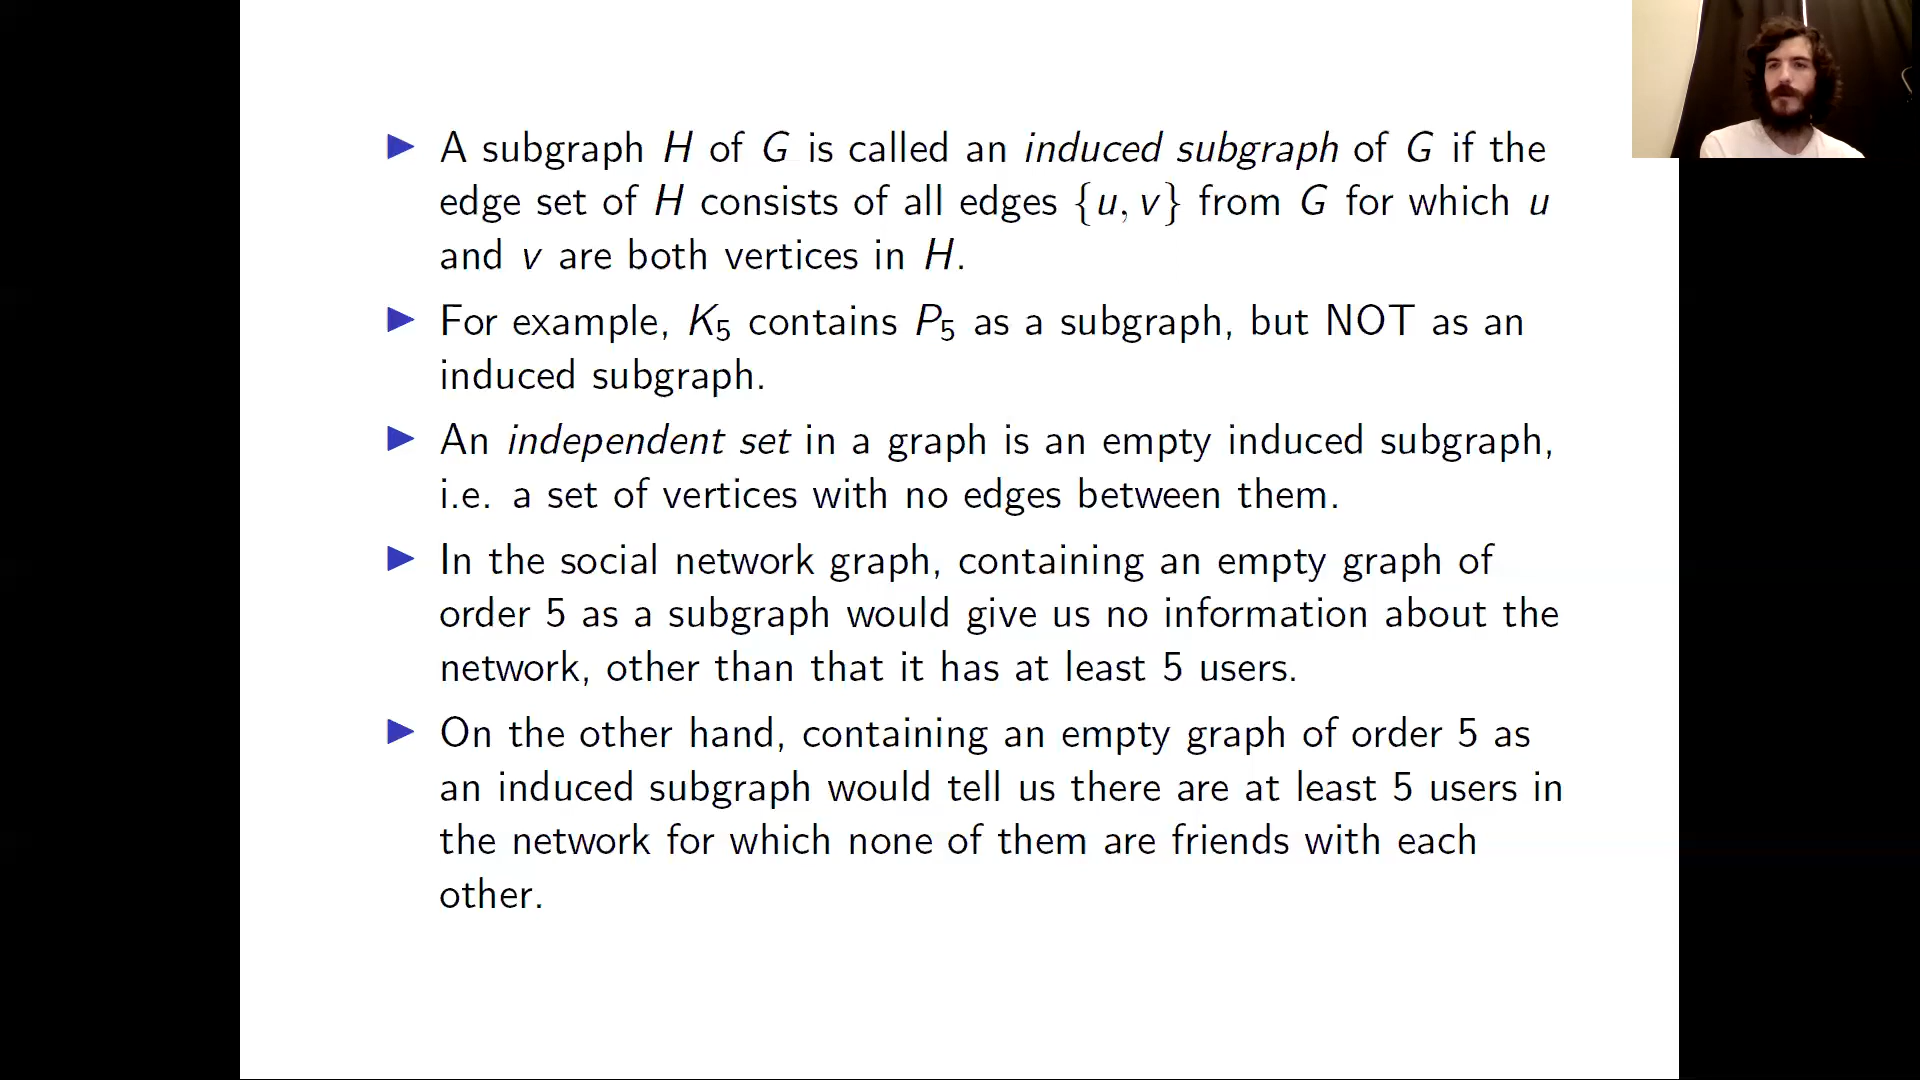 ▶ A subgraph H of G is called an induced subgraph of G if the
edge set of H consists of all edges {u, v} from G for which u
and v are both vertices in H.
▶ For example, K₅ contains P₅ as a subgraph, but NOT as an
induced subgraph.
▶ An independent set in a graph is an empty induced subgraph,
i.e. a set of vertices with no edges between them.
▶ In the social network graph, containing an empty graph of
order 5 as a subgraph would give us no information about the
network, other than that it has at least 5 users.
▶ On the other hand, containing an empty graph of order 5 as
an induced subgraph would tell us there are at least 5 users in
the network for which none of them are friends with each
other.